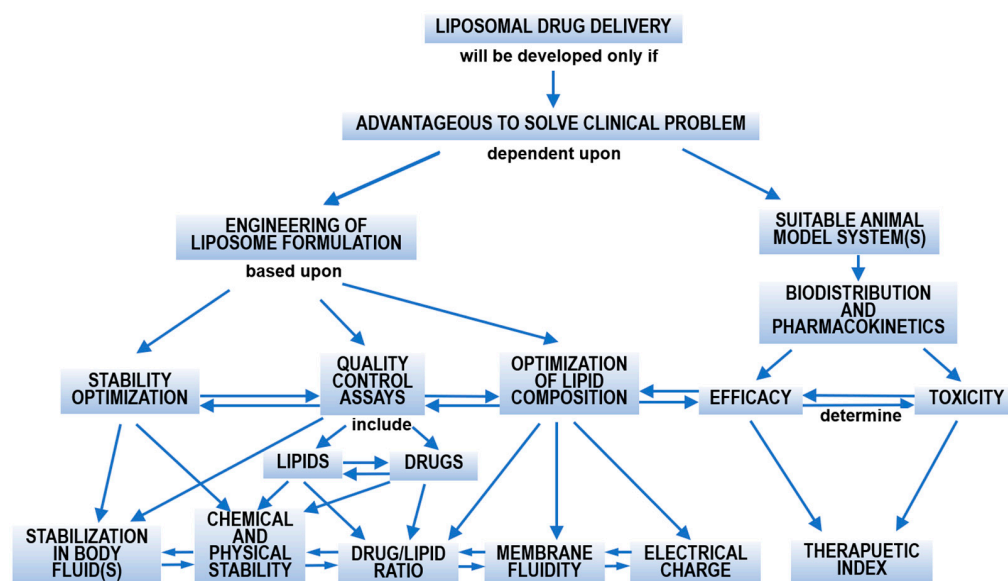 LIPOSOMAL DRUG DELIVERY
will be developed only if
ADVANTAGEOUS TO SOLVE CLINICAL PROBLEM
dependent upon
ENGINEERING OF
LIPOSOME FORMULATION
based upon
SUITABLE ANIMAL
MODEL SYSTEM(S)
BIODISTRIBUTION
AND
PHARMACOKINETICS
STABILITY
OPTIMIZATION
QUALITY
CONTROL
ASSAYS
include
OPTIMIZATION
OF LIPID
COMPOSITION
EFFICACY
determine
TOXICITY
LIPIDS
DRUGS
STABILIZATION
IN BODY
FLUID(S)
CHEMICAL
AND
PHYSICAL
STABILITY
DRUG/LIPID
RATIO
MEMBRANE
FLUIDITY
ELECTRICAL
CHARGE
THERAPUETIC
INDEX